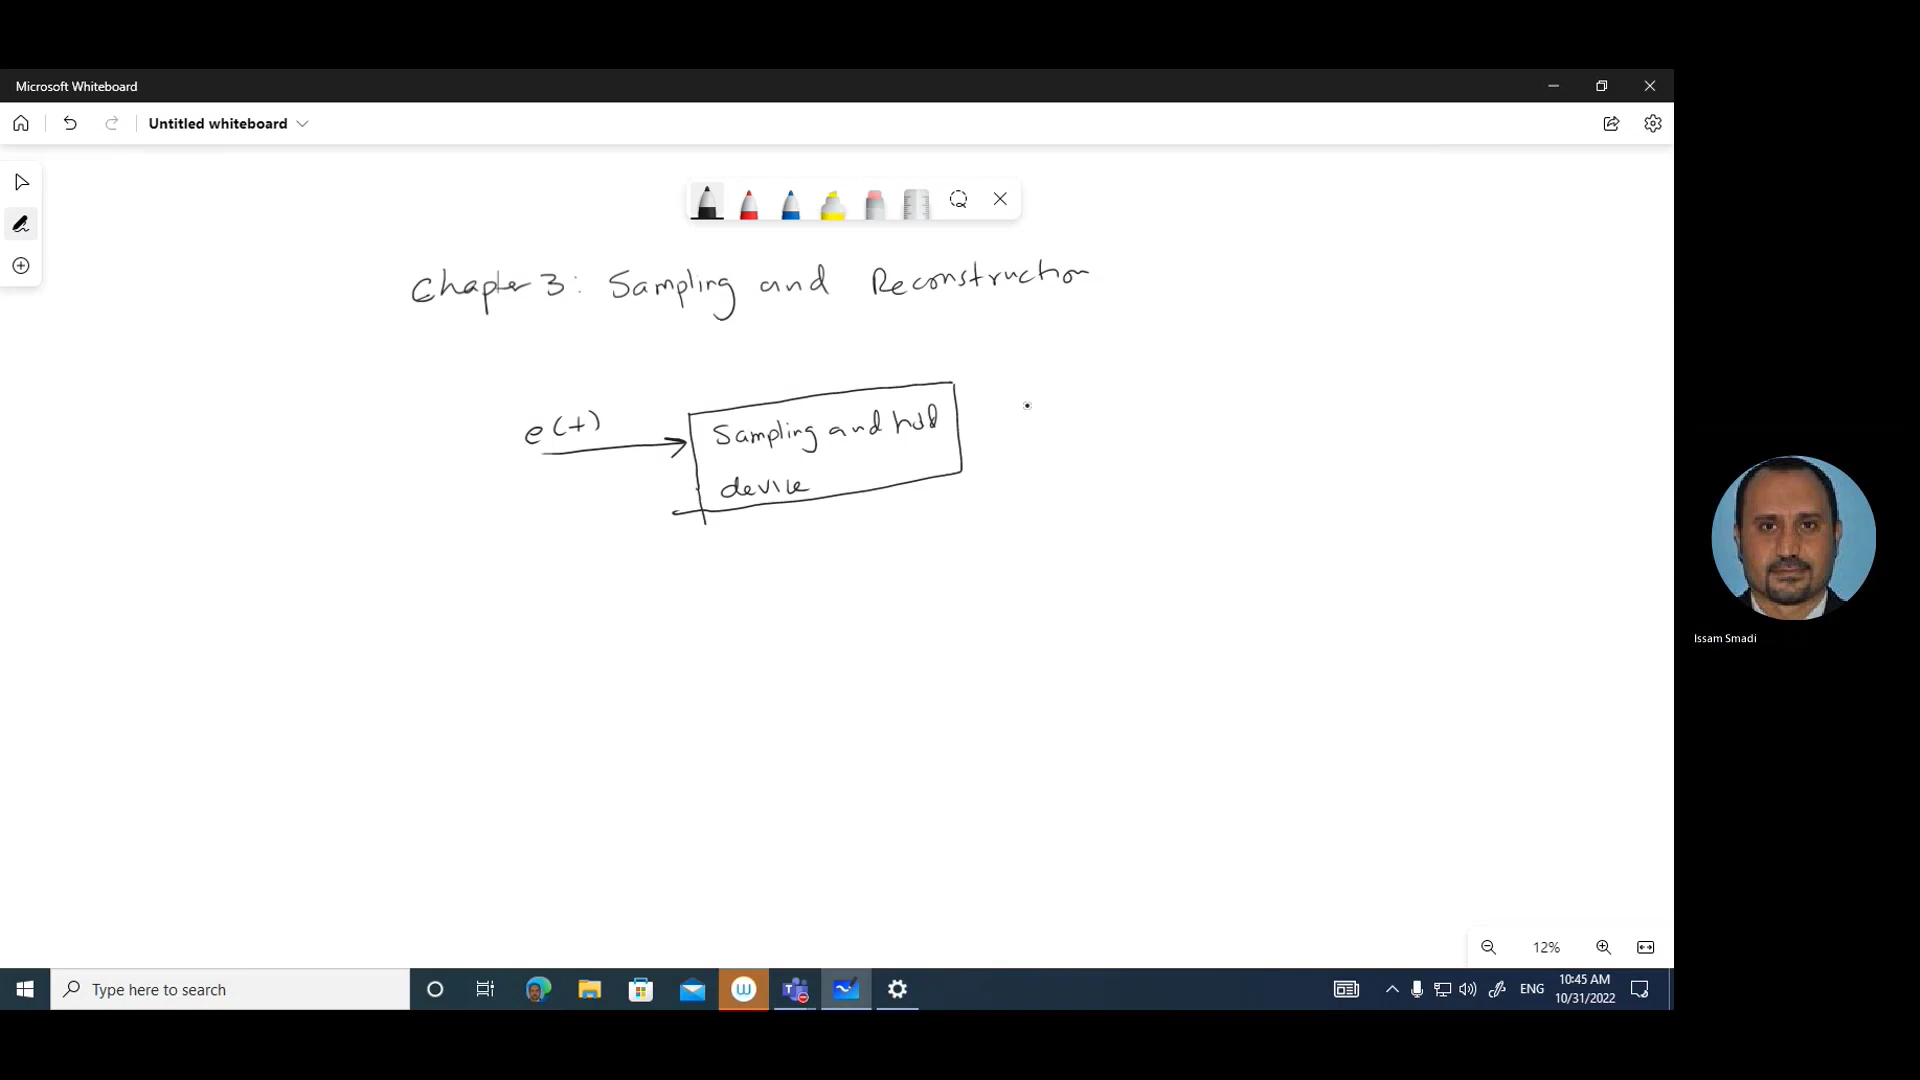 Microsoft Whiteboard
Untitled whiteboard
Chapter 3: Sampling and Reconstruction
e(t)
Sampling and hold
device
Issam Smadi
12%
Type here to search
W
ENG
10:45 AM
10/31/2022